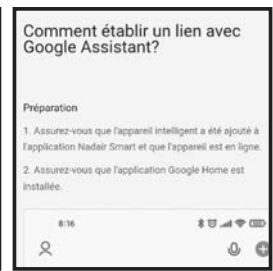 Comment établir un lien avec
Google Assistant?
Préparation
1. Assurez-vous que l'appareil intelligent a été ajouté à
l'application Nadair Smart et que l'appareil est en ligne.
2. Assurez-vous que l'application Google Home est
installée.
8:16